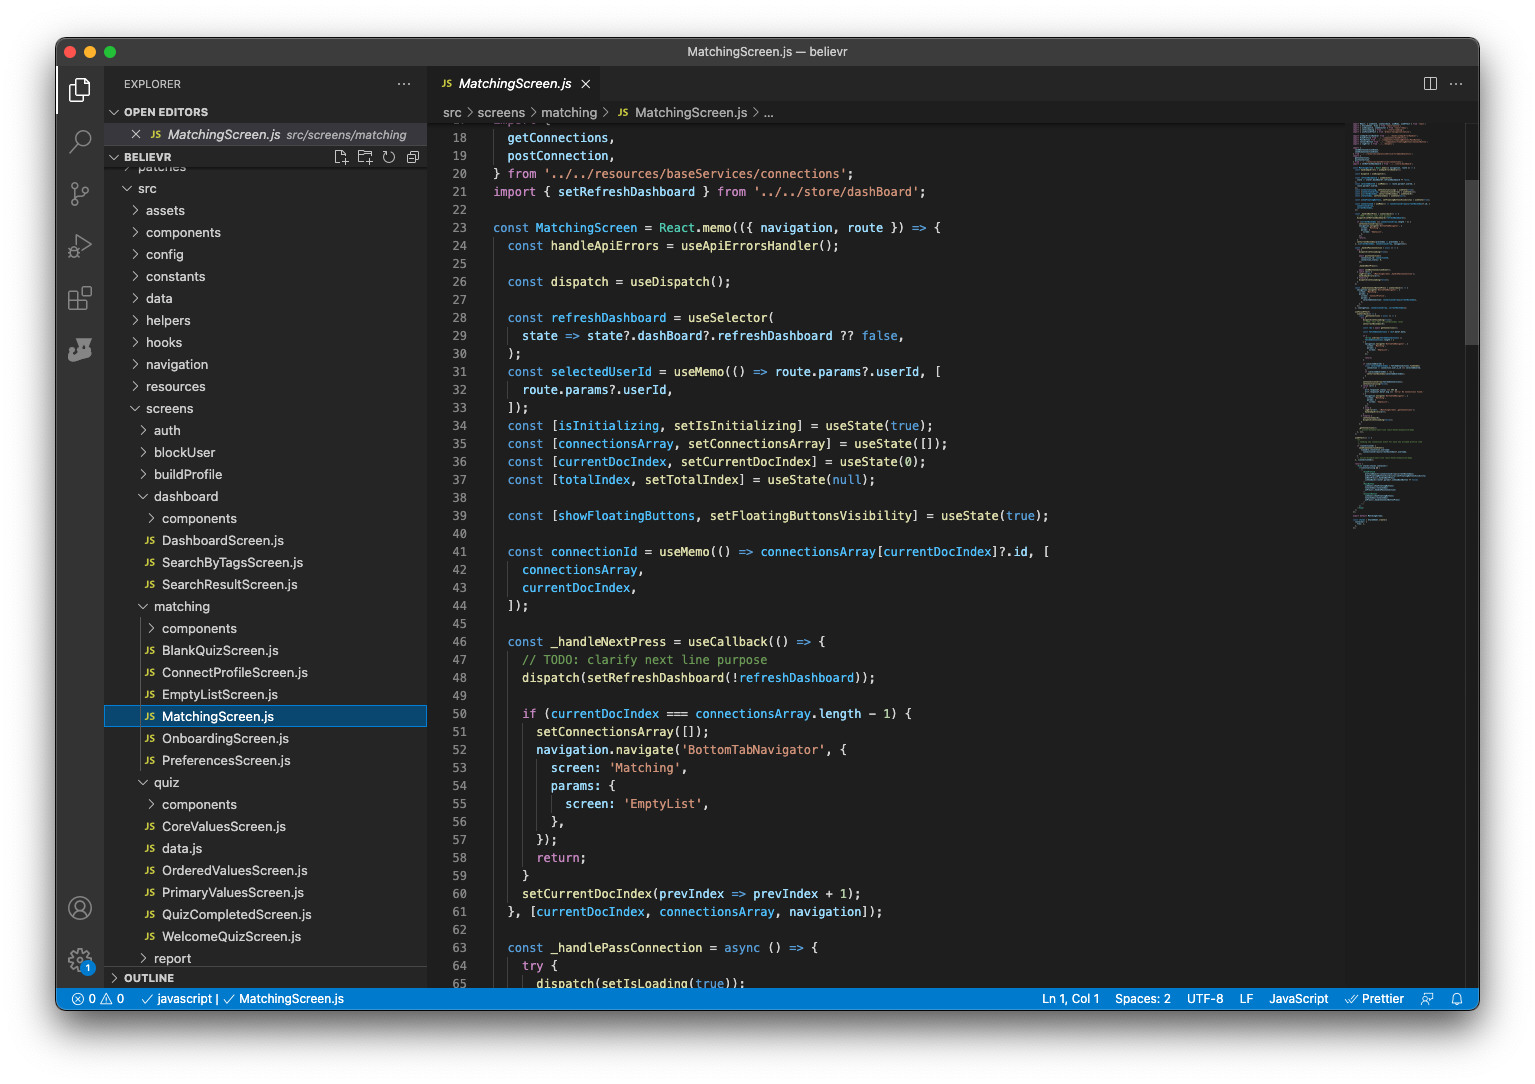 MatchingScreen.js — believr
EXPLORER
OPEN EDITORS
JS MatchingScreen.js src/screens/matching
BELIEVR
patches
src
assets
components
config
constants
data
helpers
hooks
navigation
resources
screens
auth
blockUser
buildProfile
dashboard
components
JS DashboardScreen.js
JS SearchByTagsScreen.js
JS SearchResultScreen.js
matching
components
JS BlankQuizScreen.js
JS ConnectProfileScreen.js
JS EmptyListScreen.js
JS MatchingScreen.js
JS OnboardingScreen.js
JS PreferencesScreen.js
quiz
components
JS CoreValuesScreen.js
JS data.js
JS OrderedValuesScreen.js
JS PrimaryValuesScreen.js
JS QuizCompletedScreen.js
JS WelcomeQuizScreen.js
report
OUTLINE
1
JS MatchingScreen.js
src > screens > matching > JS MatchingScreen.js > ...
17 import {
18 getConnections,
19 postConnection,
20 } from '../../resources/baseServices/connections';
21 import { setRefreshDashboard } from '../../store/dashBoard';
22
23 const MatchingScreen = React.memo(({ navigation, route }) => {
24 const handleApiErrors = useApiErrorsHandler();
25
26 const dispatch = useDispatch();
27
28 const refreshDashboard = useSelector(
29 state => state?.dashBoard?.refreshDashboard ?? false,
30 );
31 const selectedUserId = useMemo(() => route.params?.userId, [
32 route.params?.userId,
33 ]);
34 const [isInitializing, setIsInitializing] = useState(true);
35 const [connectionsArray, setConnectionsArray] = useState([]);
36 const [currentDocIndex, setCurrentDocIndex] = useState(0);
37 const [totalIndex, setTotalIndex] = useState(null);
38
39 const [showFloatingButtons, setFloatingButtonsVisibility] = useState(true);
40
41 const connectionId = useMemo(() => connectionsArray[currentDocIndex]?.id, [
42 connectionsArray,
43 currentDocIndex,
44 ]);
45
46 const _handleNextPress = useCallback(() => {
47 // TODO: clarify next line purpose
48 dispatch(setRefreshDashboard(!refreshDashboard));
49
50 if (currentDocIndex === connectionsArray.length - 1) {
51 setConnectionsArray([]);
52 navigation.navigate('BottomTabNavigator', {
53 screen: 'Matching',
54 params: {
55 screen: 'EmptyList',
56 },
57 });
58 return;
59 }
60 setCurrentDocIndex(prevIndex => prevIndex + 1);
61 }, [currentDocIndex, connectionsArray, navigation]);
62
63 const _handlePassConnection = async () => {
64 try {
65 dispatch(setIsLoading(true));
0 0 javascript | MatchingScreen.js Ln 1, Col 1 Spaces: 2 UTF-8 LF JavaScript Prettier